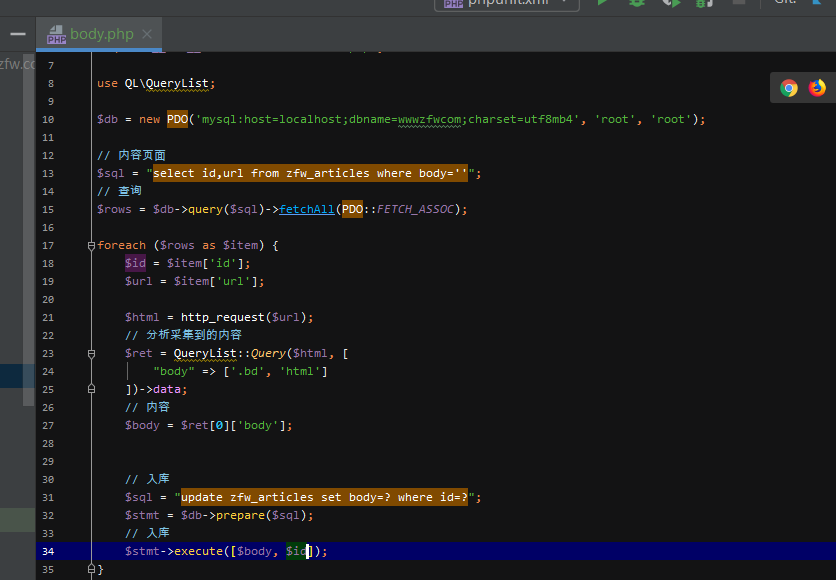 phpunit.xml
Git:
body.php
zfw.co
7
8 use QL\QueryList;
9
10 $db = new PDO('mysql:host=localhost;dbname=wwwzfwcom;charset=utf8mb4', 'root', 'root');
11
12 // 内容页面
13 $sql = "select id,url from zfw_articles where body=''";
14 // 查询
15 $rows = $db->query($sql)->fetchAll(PDO::FETCH_ASSOC);
16
17 foreach ($rows as $item) {
18 $id = $item['id'];
19 $url = $item['url'];
20
21 $html = http_request($url);
22 // 分析采集到的内容
23 $ret = QueryList::Query($html, [
24 "body" => ['.bd', 'html']
25 ])->data;
26 // 内容
27 $body = $ret[0]['body'];
28
29
30 // 入库
31 $sql = "update zfw_articles set body=? where id=?";
32 $stmt = $db->prepare($sql);
33 // 入库
34 $stmt->execute([$body, $id]);
35 }